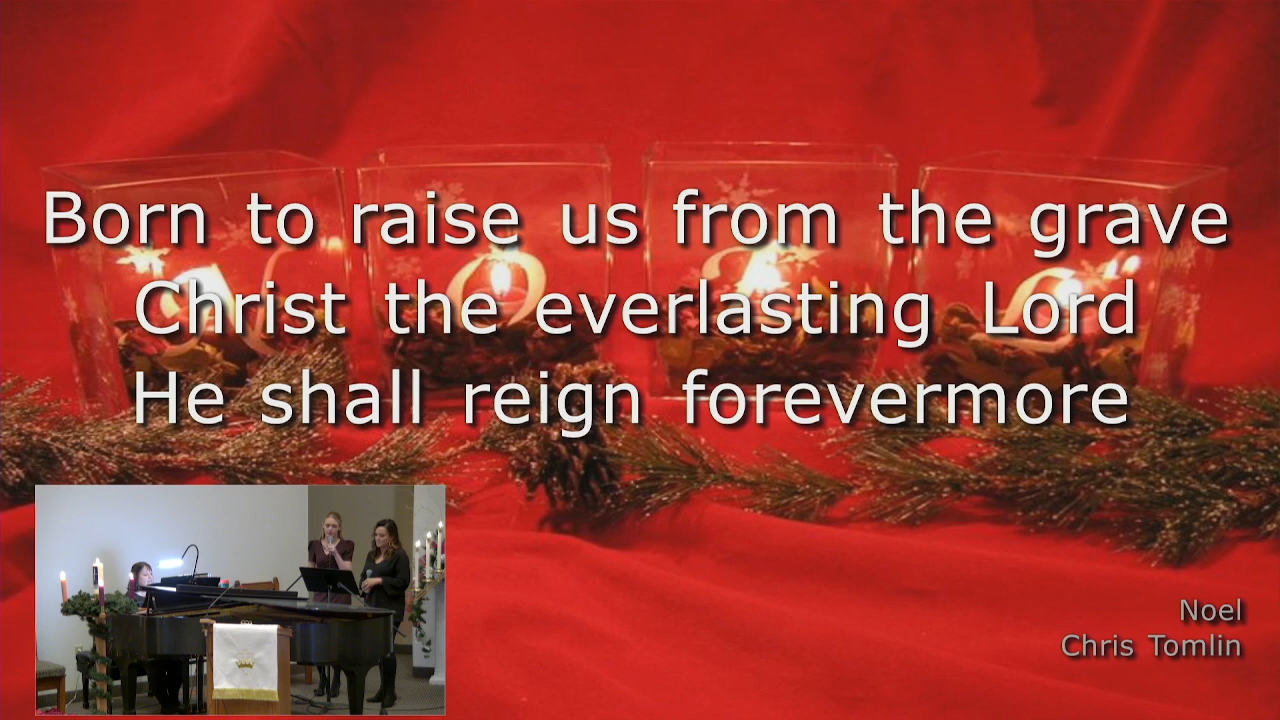 Born to raise us from the grave
Christ the everlasting Lord
He shall reign forevermore
Noel
Chris Tomlin